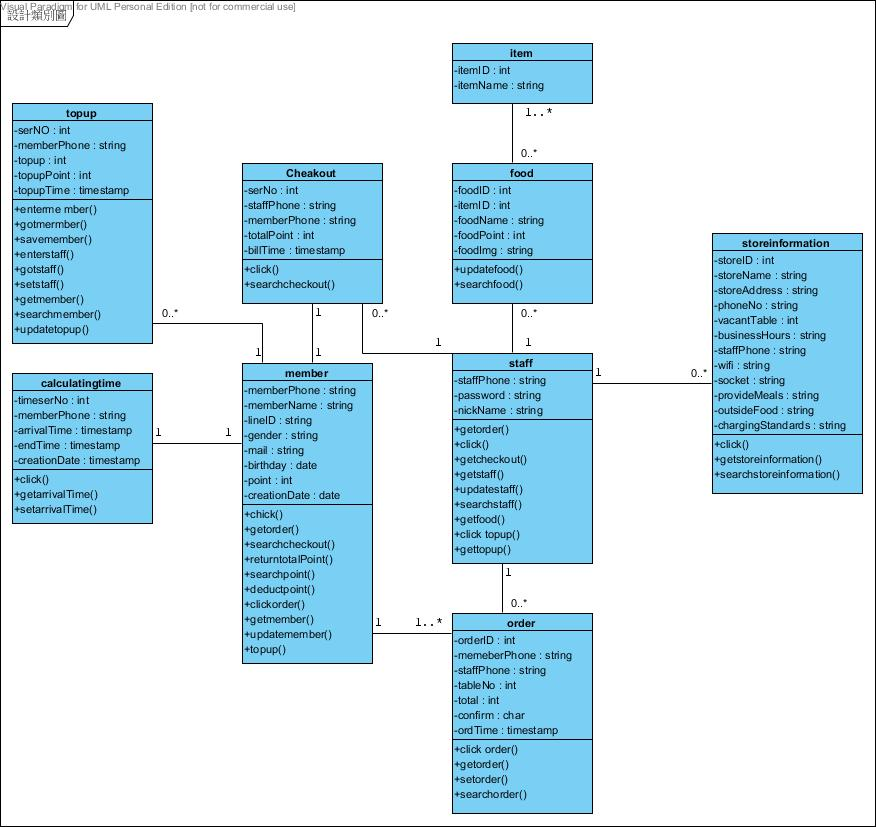 Visual Paradigm for UML Personal Edition [not for commercial use]
設計類別圖
item
-itemID : int
-itemName : string
1..*
0..*
topup
-serNO : int
-memberPhone : string
-topup : int
-topupPoint : int
-topupTime : timestamp
+enterme mber()
+gotmermber()
+savemember()
+enterstaff()
+gotstaff()
+setstaff()
+getmember()
+searchmember()
+updatetopup()
0..*
1
Cheakout
-serNo : int
-staffPhone : string
-memberPhone : string
-totalPoint : int
-billTime : timestamp
+click()
+searchcheckout()
1
1
0..*
1
food
-foodID : int
-itemID : int
-foodName : string
-foodPoint : int
-foodImg : string
+updatefood()
+searchfood()
0..*
1
storeinformation
-storeID : int
-storeName : string
-storeAddress : string
-phoneNo : string
-vacantTable : int
-businessHours : string
-staffPhone : string
-wifi : string
-socket : string
-provideMeals : string
-outsideFood : string
-chargingStandards : string
+click()
+getstoreinformation()
+searchstoreinformation()
calculatingtime
-timeserNo : int
-memberPhone : string
-arrivalTime : timestamp
-endTime : timestamp
-creationDate : timestamp
+click()
+getarrivalTime()
+setarrivalTime()
1
1
member
-memberPhone : string
-memberName : string
-lineID : string
-gender : string
-mail : string
-birthday : date
-point : int
-creationDate : date
+chick()
+getorder()
+searchcheckout()
+returntotalPoint()
+searchpoint()
+deductpoint()
+clickorder()
+getmember()
+updatemember()
+topup()
1
1..*
staff
-staffPhone : string
-password : string
-nickName : string
+getorder()
+click()
+getcheckout()
+getstaff()
+updatestaff()
+searchstaff()
+getfood()
+click topup()
+gettopup()
1
0..*
1
0..*
order
-orderID : int
-memeberPhone : string
-staffPhone : string
-tableNo : int
-total : int
-confirm : char
-ordTime : timestamp
+click order()
+getorder()
+setorder()
+searchorder()